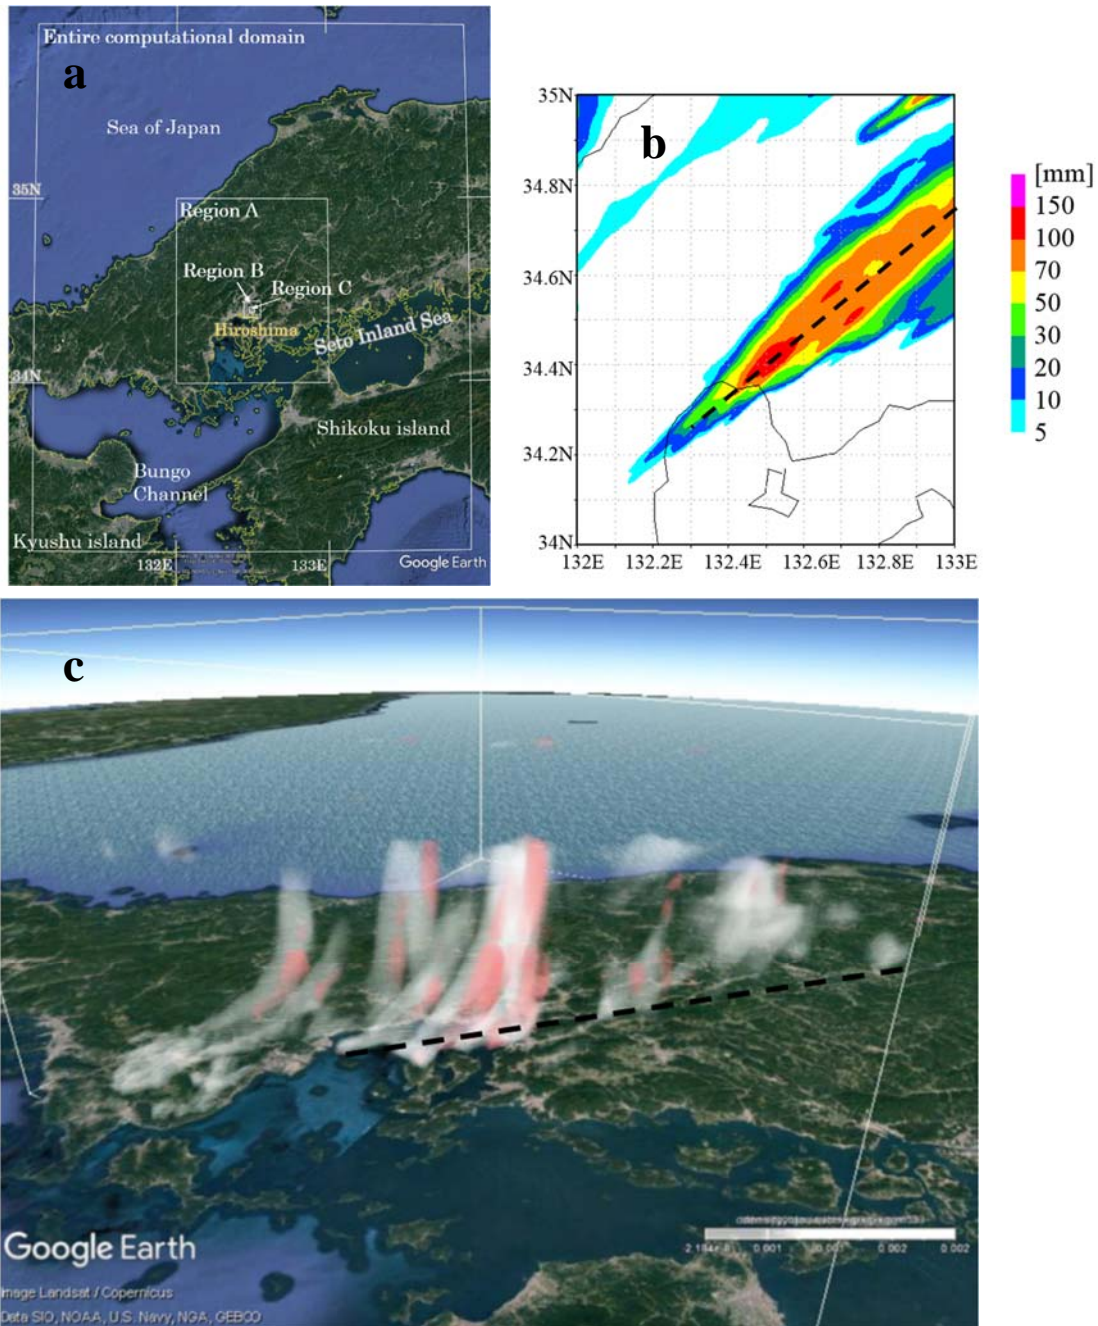 Entire computational domain
a
Sea of Japan
35N
Region A
Region B
Region C
Hiroshima
Seto Inland Sea
34N
Shikoku island
Bungo
Channel
Kyushu island
132E
133E
Google Earth
b
35N
34.8N
34.6N
34.4N
34.2N
34N
132E 132.2E 132.4E 132.6E 132.8E 133E
[mm]
150
100
70
50
30
20
10
5
c
Google Earth
Image Landsat / Copernicus
Data SIO, NOAA, U.S. Navy, NGA, GEBCO
0.001 0.002 0.002